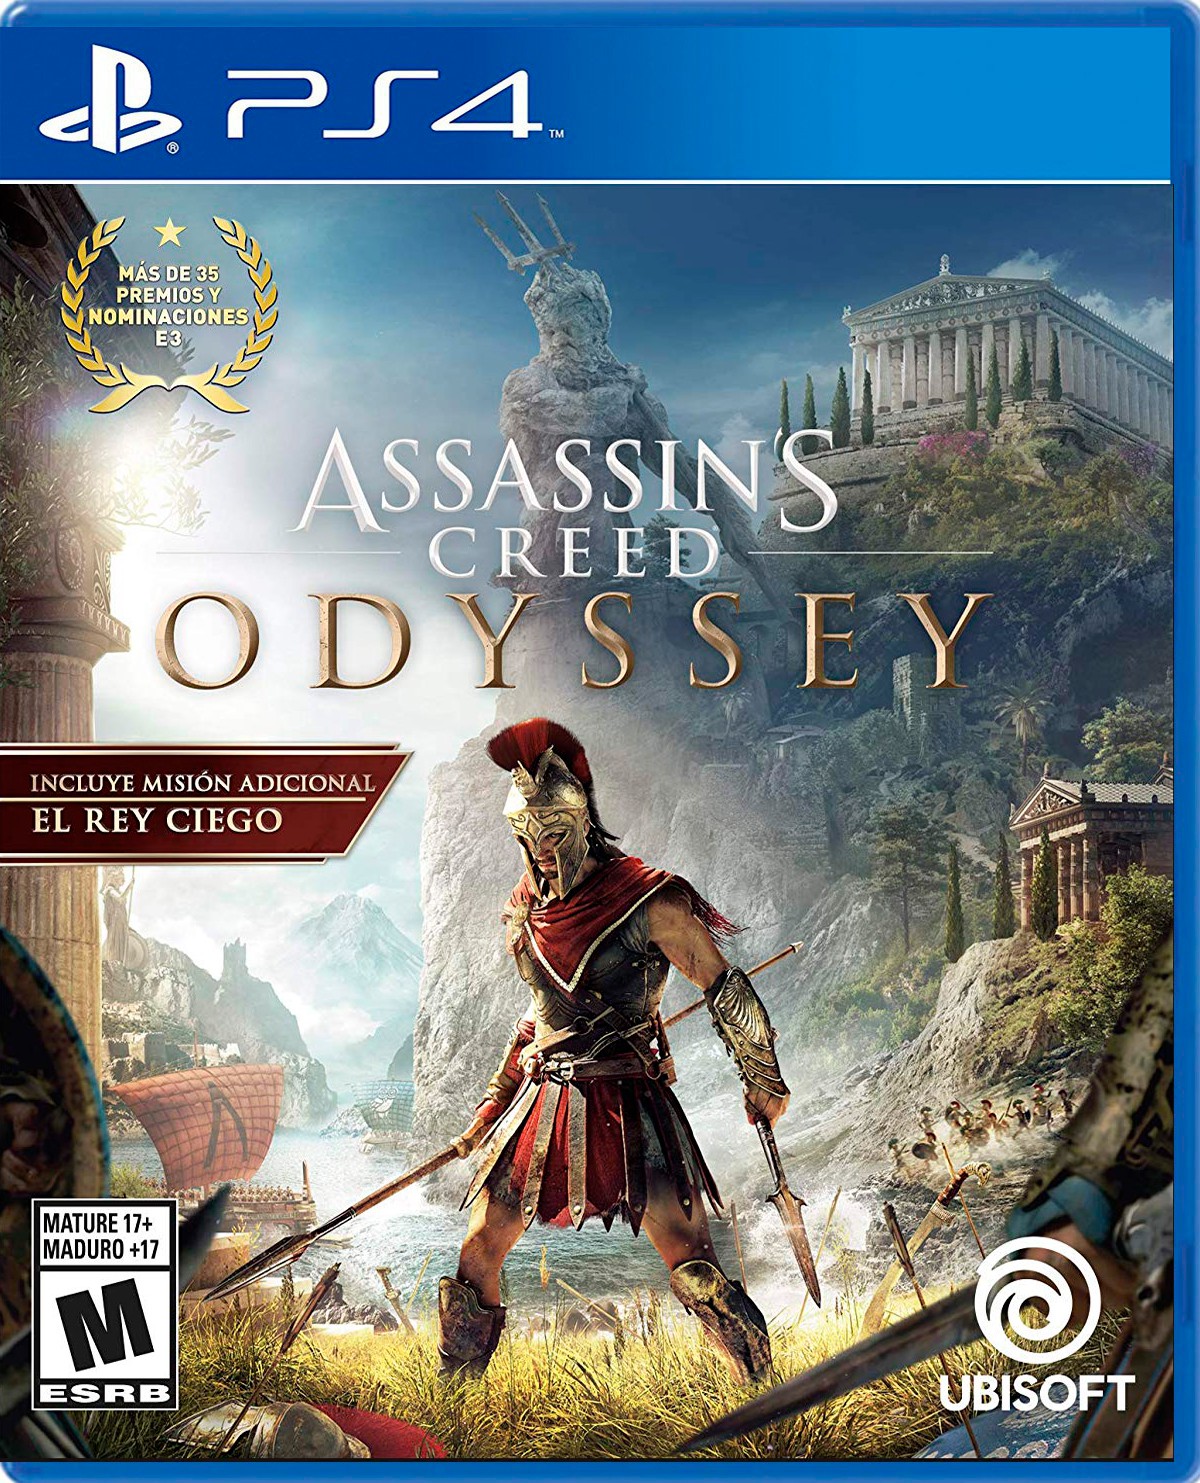 PS4™
MÁS DE 35
PREMIOS Y
NOMINACIONES
E3
ASSASSIN'S
CREED
ODYSSEY
INCLUYE MISIÓN ADICIONAL
EL REY CIEGO
MATURE 17+
MADURO +17
M
ESRB
UBISOFT